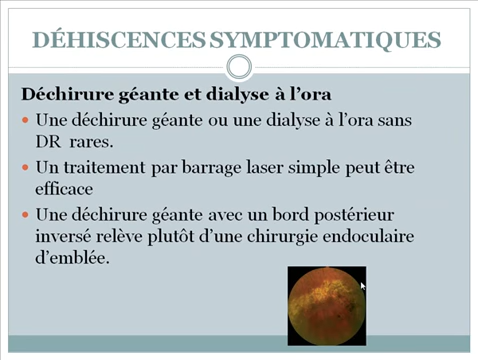 DÉHISCENCES SYMPTOMATIQUES
Déchirure géante et dialyse à l’ora
Une déchirure géante ou une dialyse à l’ora sans
DR rares.
Un traitement par barrage laser simple peut être
efficace
Une déchirure géante avec un bord postérieur
inversé relève plutôt d’une chirurgie endoculaire
d’emblée.